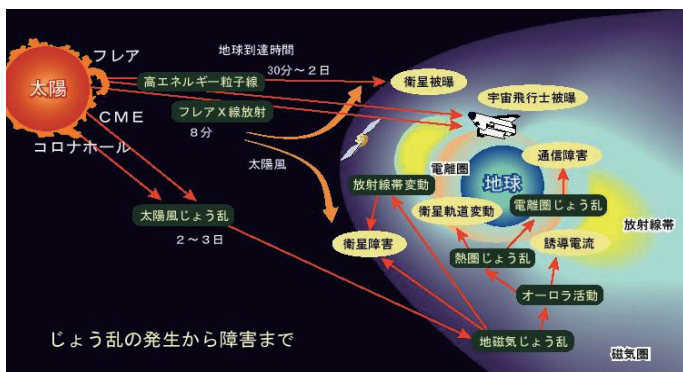 フレア
地球到達時間
30分～2日
高エネルギー粒子線
衛星被曝
太陽
宇宙飛行士被曝
CME
フレアX線放射
8分
コロナホール
太陽風
電離圏
通信障害
地球
放射線帯変動
電離圏じょう乱
太陽風じょう乱
衛星軌道変動
放射線帯
2～3日
衛星障害
誘導電流
熱圏じょう乱
オーロラ活動
じょう乱の発生から障害まで
地磁気じょう乱
磁気圏